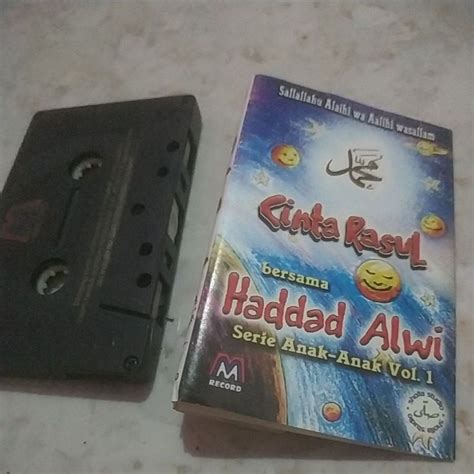 Sallallahu Alaihi wa Aalihi wasallam
محمد
Cinta Rasul
bersama
Haddad Alwi
Serie Anak-Anak Vol. 1
M
RECORD